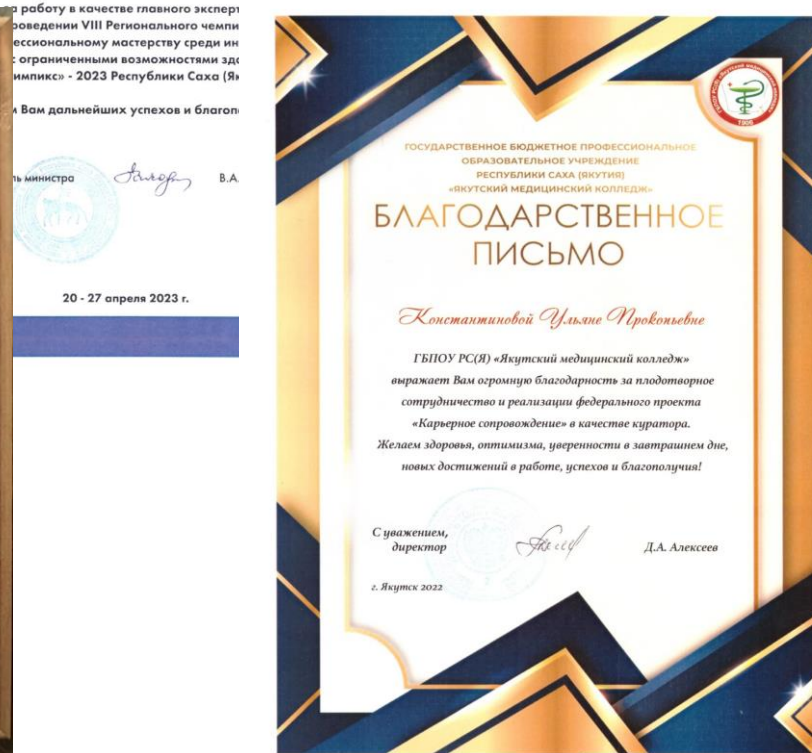 а работу в качестве главного экспер
роведении VIII Регионального чемпи
ессиональному мастерству среди ин
с ограниченными возможностями здо
импикс» - 2023 Республики Саха (Як
м Вам дальнейших успехов и благоп
ль министра
В.А.
20 - 27 апреля 2023 г.
ГОСУДАРСТВЕННОЕ БЮДЖЕТНОЕ ПРОФЕССИОНАЛЬНОЕ
ОБРАЗОВАТЕЛЬНОЕ УЧРЕЖДЕНИЕ
РЕСПУБЛИКИ САХА (ЯКУТИЯ)
«ЯКУТСКИЙ МЕДИЦИНСКИЙ КОЛЛЕДЖ»
БЛАГОДАРСТВЕННОЕ
ПИСЬМО
Константиновой Ульяне Прокопьевне
ГБПОУ РС(Я) «Якутский медицинский колледж»
выражает Вам огромную благодарность за плодотворное
сотрудничество и реализации федерального проекта
«Карьерное сопровождение» в качестве куратора.
Желаем здоровья, оптимизма, уверенности в завтрашнем дне,
новых достижений в работе, успехов и благополучия!
С уважением,
директор
Д.А. Алексеев
г. Якутск 2022